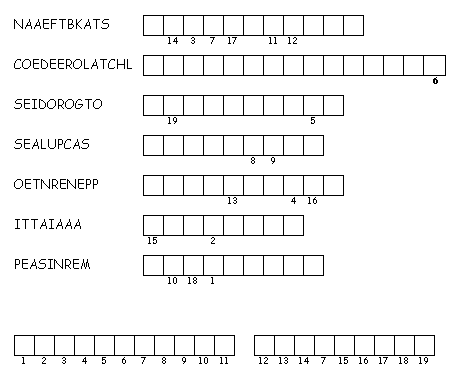 NAAEFTBKATS
14 3 7 17 11 12
COEDEEROLATCHL
6
SEIDOROGTO
19 5
SEALUPCAS
8 9
OETNRENEPP
13 4 16
ITTAIAAA
15 2
PEASINREM
10 18 1
1 2 3 4 5 6 7 8 9 10 11 12 13 14 7 15 16 17 18 19